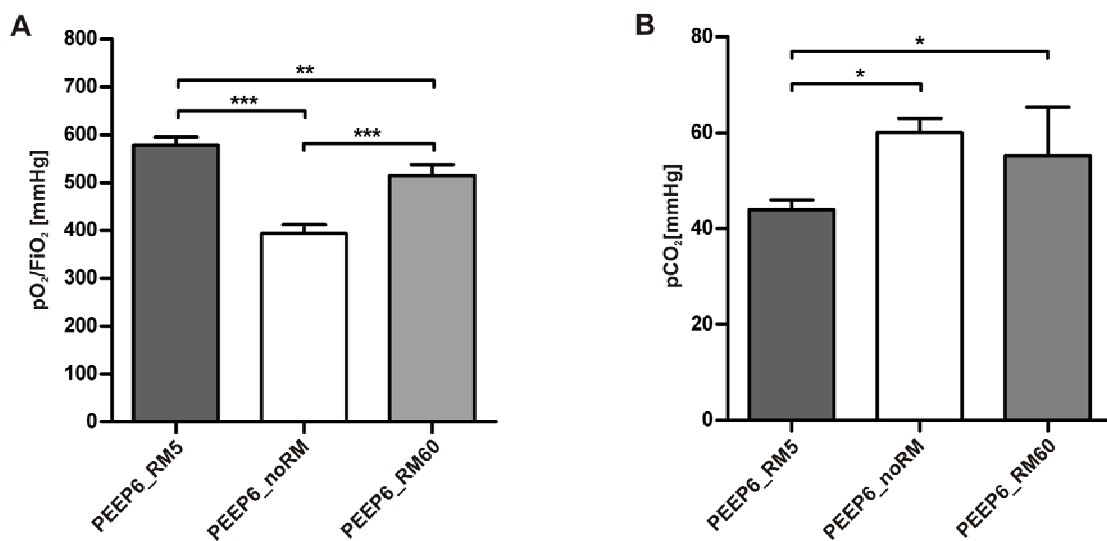 A
800
700
600
500
400
300
200
100
0
pO₂/FiO₂ [mmHg]
**
***
***
PEEP6_RM5
PEEP6_noRM
PEEP6_RM60
B
80
60
40
20
0
pCO₂[mmHg]
*
*
PEEP6_RM5
PEEP6_noRM
PEEP6_RM60